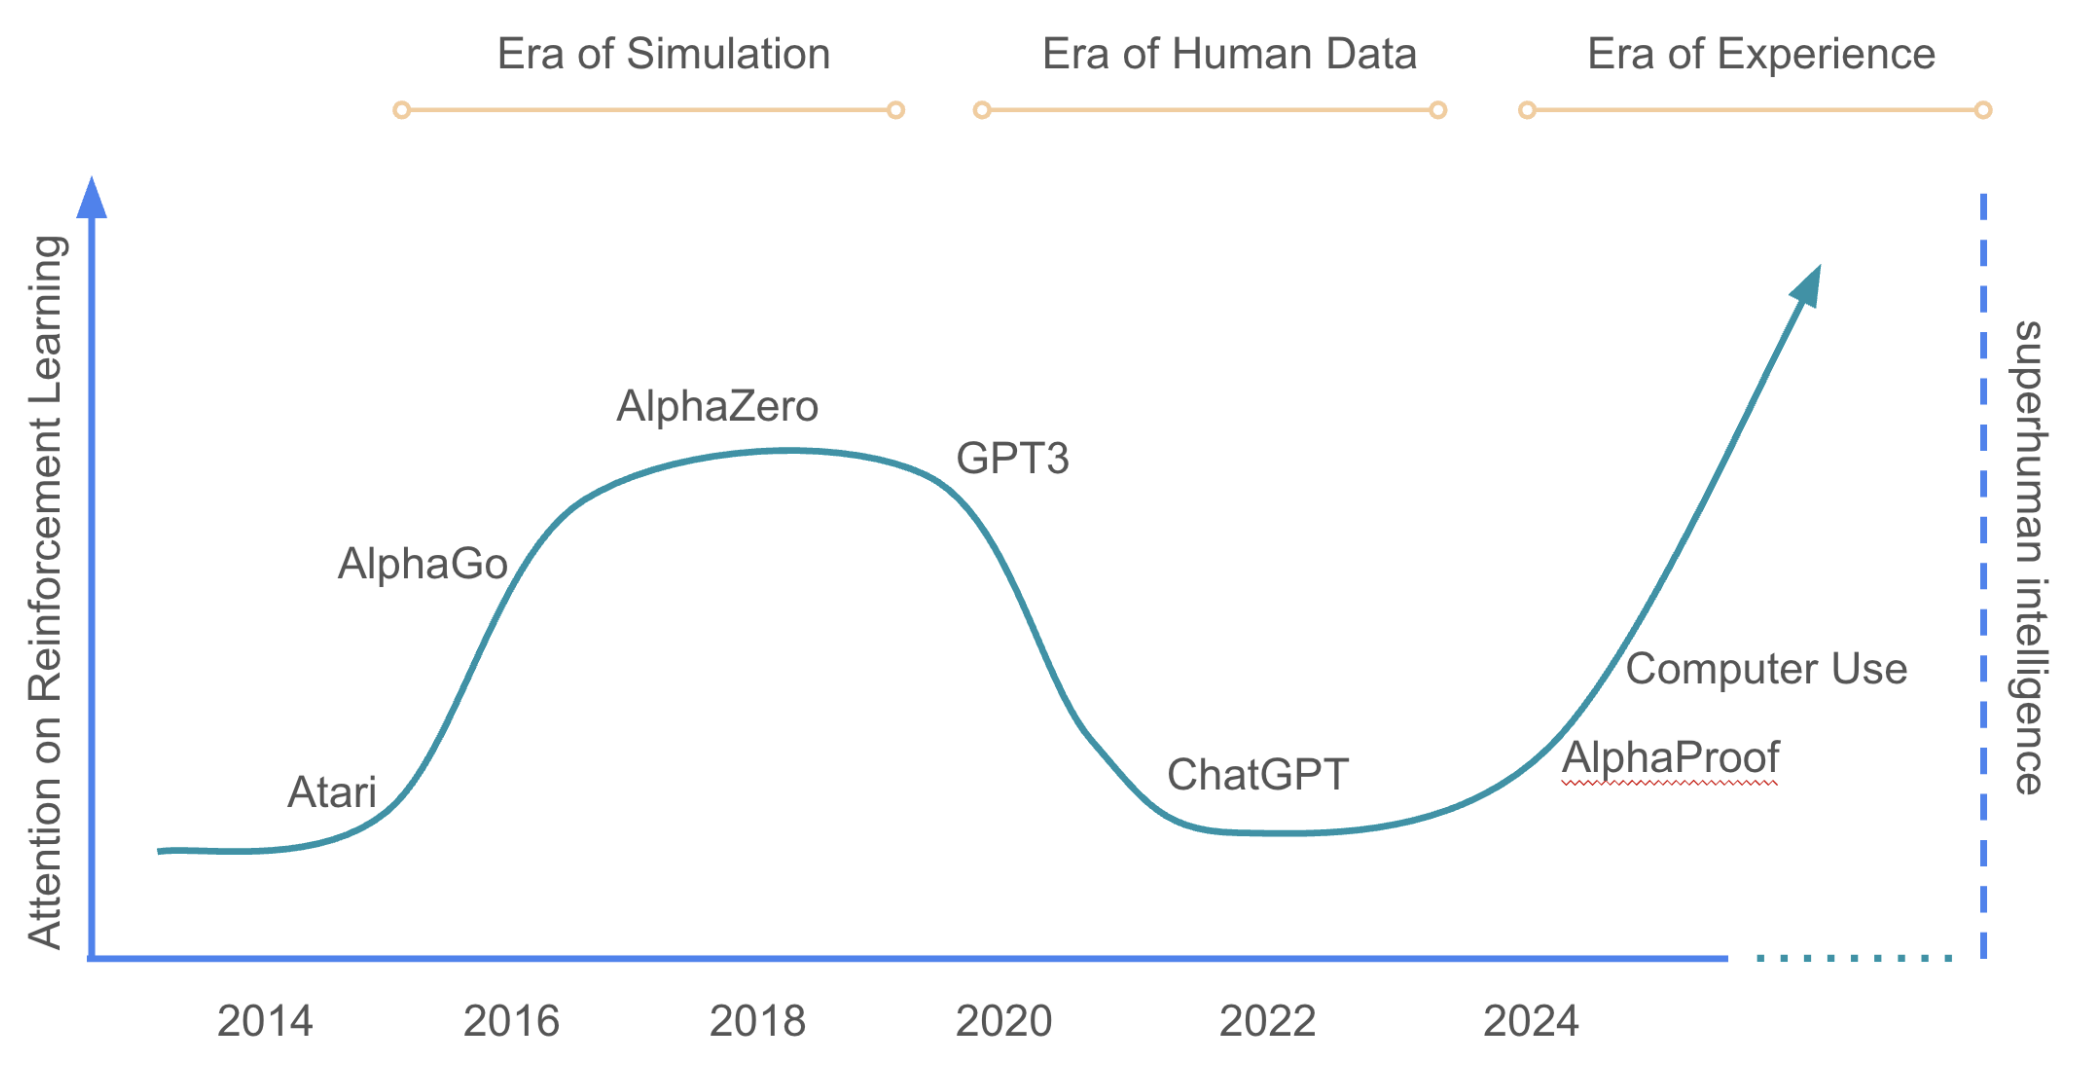 Era of Simulation
Era of Human Data
Era of Experience
Attention on Reinforcement Learning
superhuman intelligence
AlphaZero
GPT3
AlphaGo
Computer Use
AlphaProof
ChatGPT
Atari
2014
2016
2018
2020
2022
2024